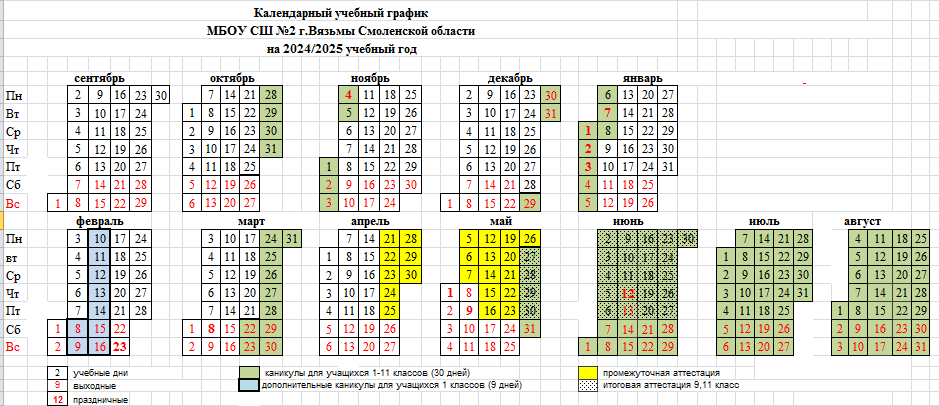 Календарный учебный график
МБОУ СШ №2 г.Вязьмы Смоленской области
на 2024/2025 учебный год
сентябрь октябрь ноябрь декабрь январь
Пн 2 9 16 23 30 7 14 21 28 4 11 18 25 2 9 16 23 30 6 13 20 27
Вт 3 10 17 24 1 8 15 22 29 5 12 19 26 3 10 17 24 31 7 14 21 28
Ср 4 11 18 25 2 9 16 23 30 6 13 20 27 4 11 18 25 1 8 15 22 29
Чт 5 12 19 26 3 10 17 24 31 7 14 21 28 5 12 19 26 2 9 16 23 30
Пт 6 13 20 27 4 11 18 25 1 8 15 22 29 6 13 20 27 3 10 17 24 31
Сб 7 14 21 28 5 12 19 26 2 9 16 23 30 7 14 21 28 4 11 18 25
Вс 1 8 15 22 29 6 13 20 27 3 10 17 24 1 8 15 22 29 5 12 19 26
февраль март апрель май июнь июль август
Пн 3 10 17 24 3 10 17 24 31 7 14 21 28 5 12 19 26 2 9 16 23 30 7 14 21 28 4 11 18 25
вт 4 11 18 25 4 11 18 25 1 8 15 22 29 6 13 20 27 3 10 17 24 1 8 15 22 29 5 12 19 26
Ср 5 12 19 26 5 12 19 26 2 9 16 23 30 7 14 21 28 4 11 18 25 2 9 16 23 30 6 13 20 27
Чт 6 13 20 27 6 13 20 27 3 10 17 24 1 8 15 22 29 5 12 19 26 3 10 17 24 31 7 14 21 28
Пт 7 14 21 28 7 14 21 28 4 11 18 25 2 9 16 23 30 6 13 20 27 4 11 18 25 1 8 15 22 29
Сб 1 8 15 22 1 8 15 22 29 5 12 19 26 3 10 17 24 31 7 14 21 28 5 12 19 26 2 9 16 23 30
Вс 2 9 16 23 2 9 16 23 30 6 13 20 27 4 11 18 25 1 8 15 22 29 6 13 20 27 3 10 17 24 31
2 учебные дни каникулы для учащихся 1-11 классов (30 дней) промежуточная аттестация
9 выходные дополнительные каникулы для учащихся 1 классов (9 дней) итоговая аттестация 9,11 класс
12 праздничные